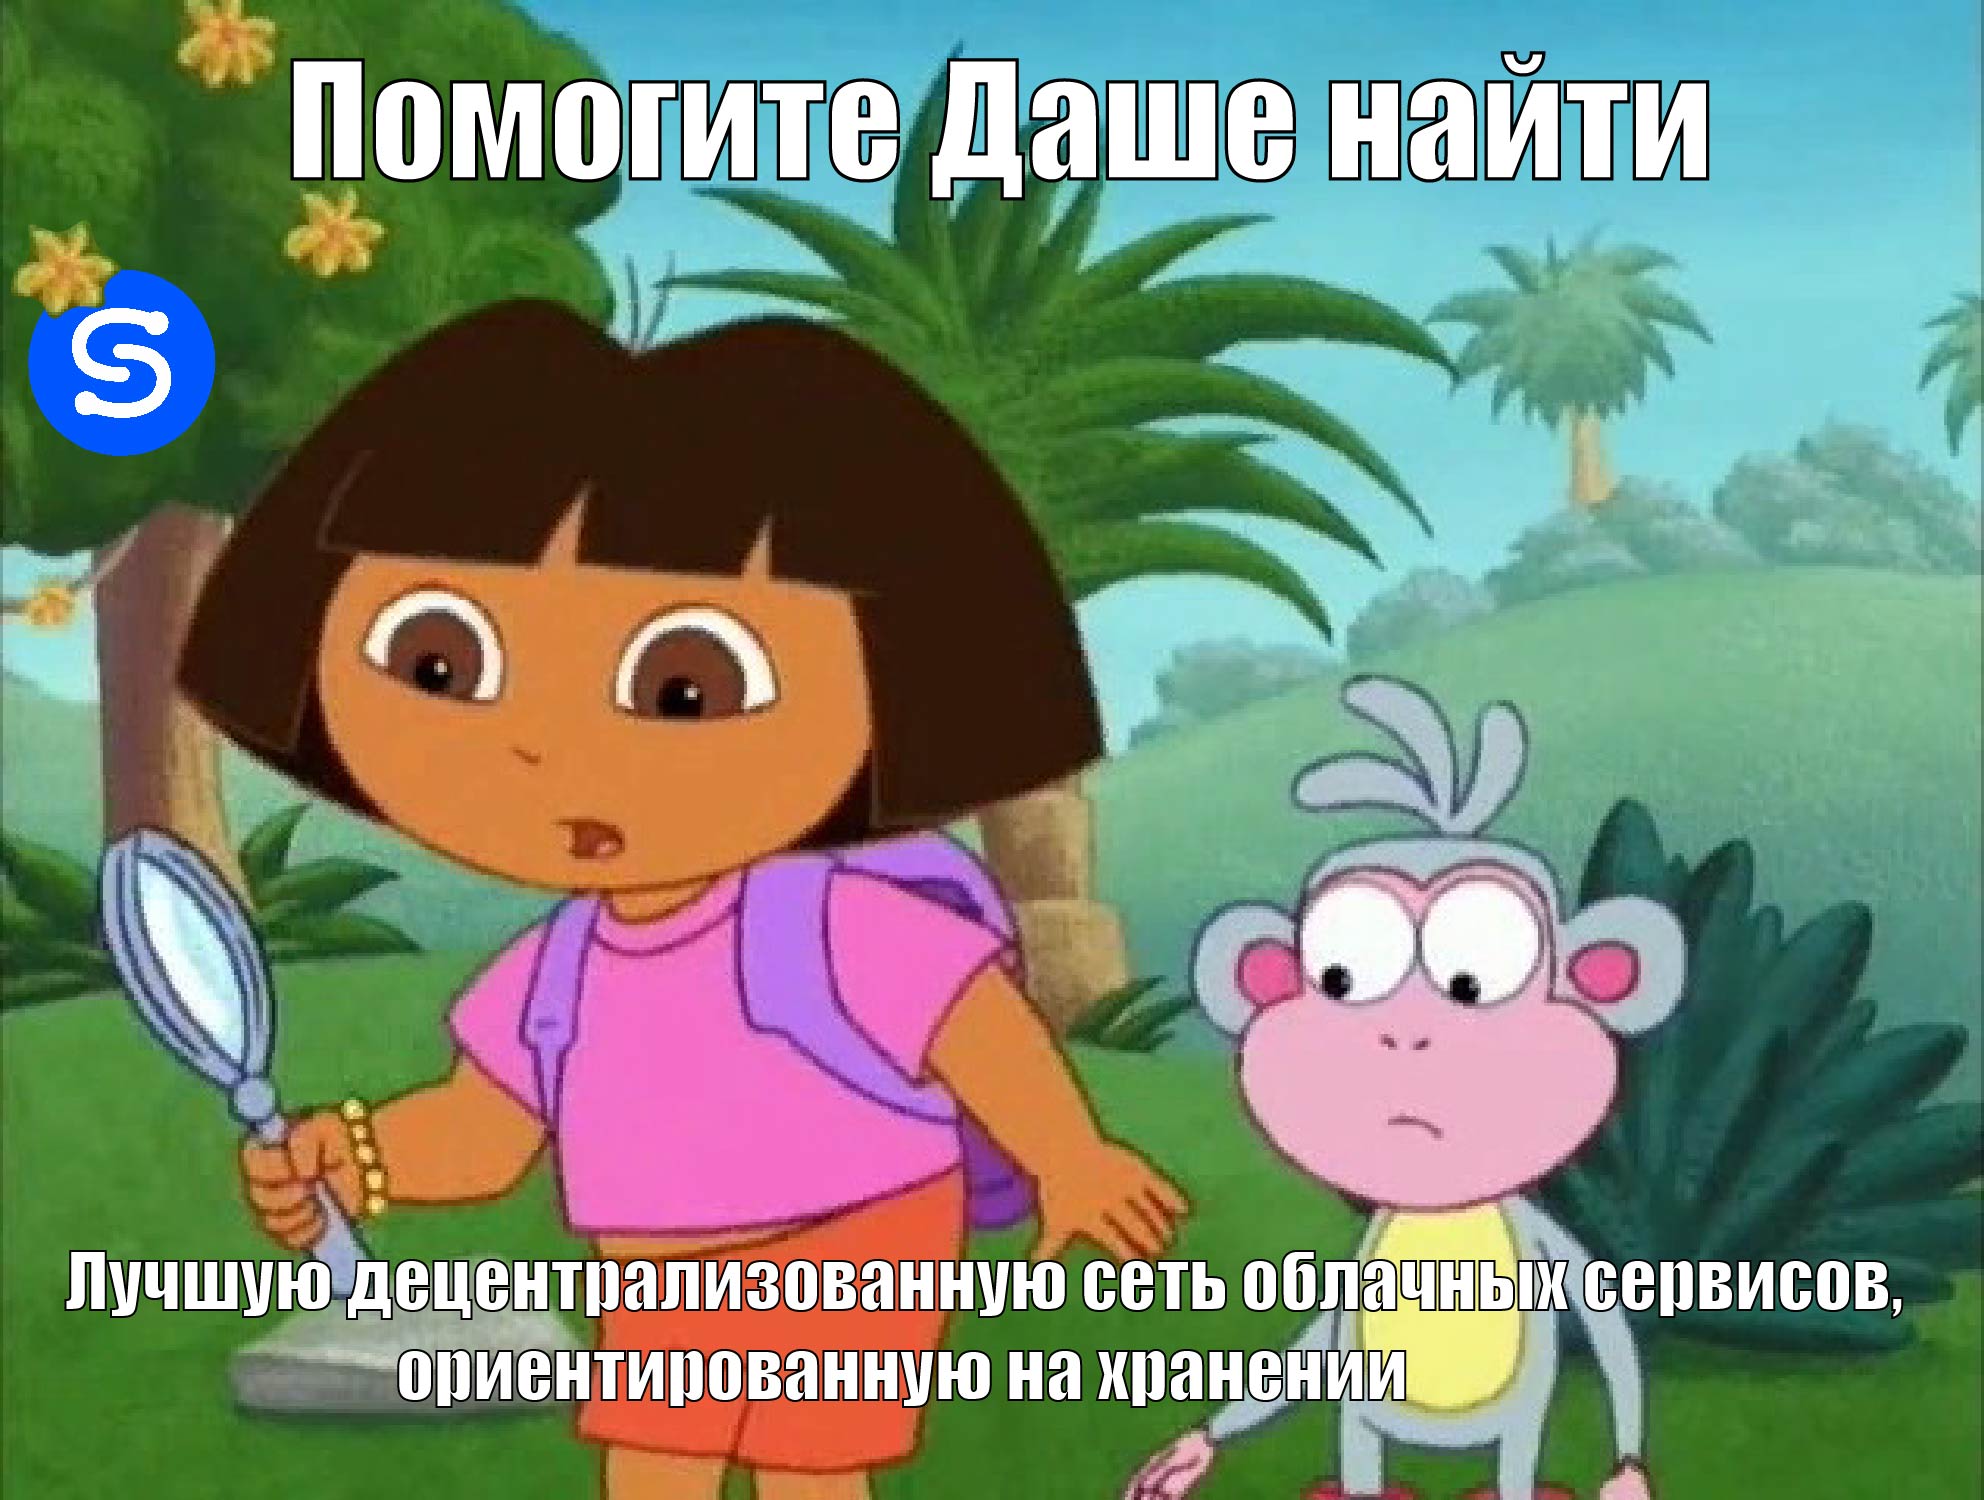 Помогите Даше найти
S
Лучшую децентрализованную сеть облачных сервисов,
ориентированную на хранении